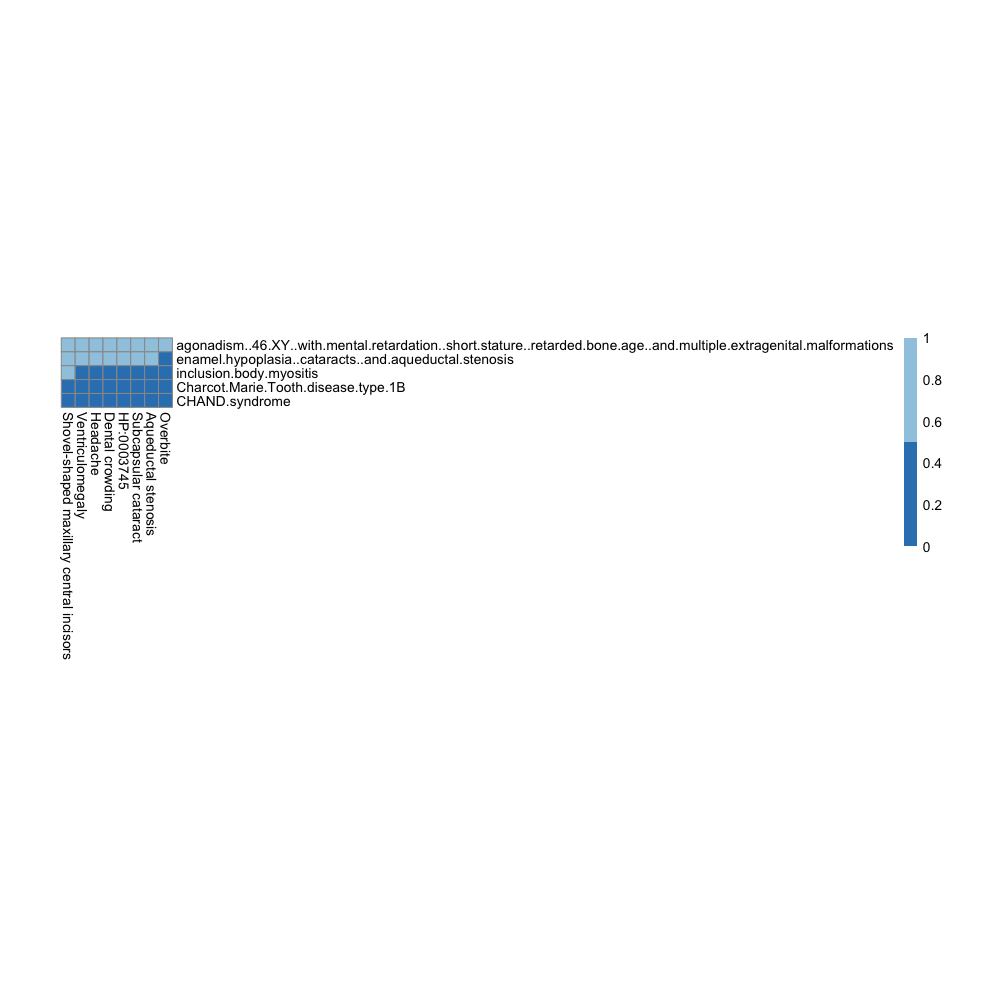 agonadism..46.XY..with.mental.retardation..short.stature..retarded.bone.age..and.multiple.extragenital.malformations
enamel.hypoplasia..cataracts..and.aqueductal.stenosis
inclusion.body.myositis
Charcot.Marie.Tooth.disease.type.1B
CHAND.syndrome
Shovel-shaped maxillary central incisors
Ventriculomegaly
Headache
Dental crowding
HP:0003745
Subcapsular cataract
Aqueductal stenosis
Overbite
1
0.8
0.6
0.4
0.2
0